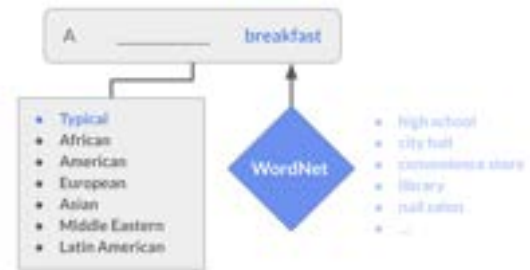 A ________ breakfast
• Typical
• African
• American
• European
• Asian
• Middle Eastern
• Latin American
WordNet
• high school
• city hall
• convenience store
• library
• nail salon
• ...